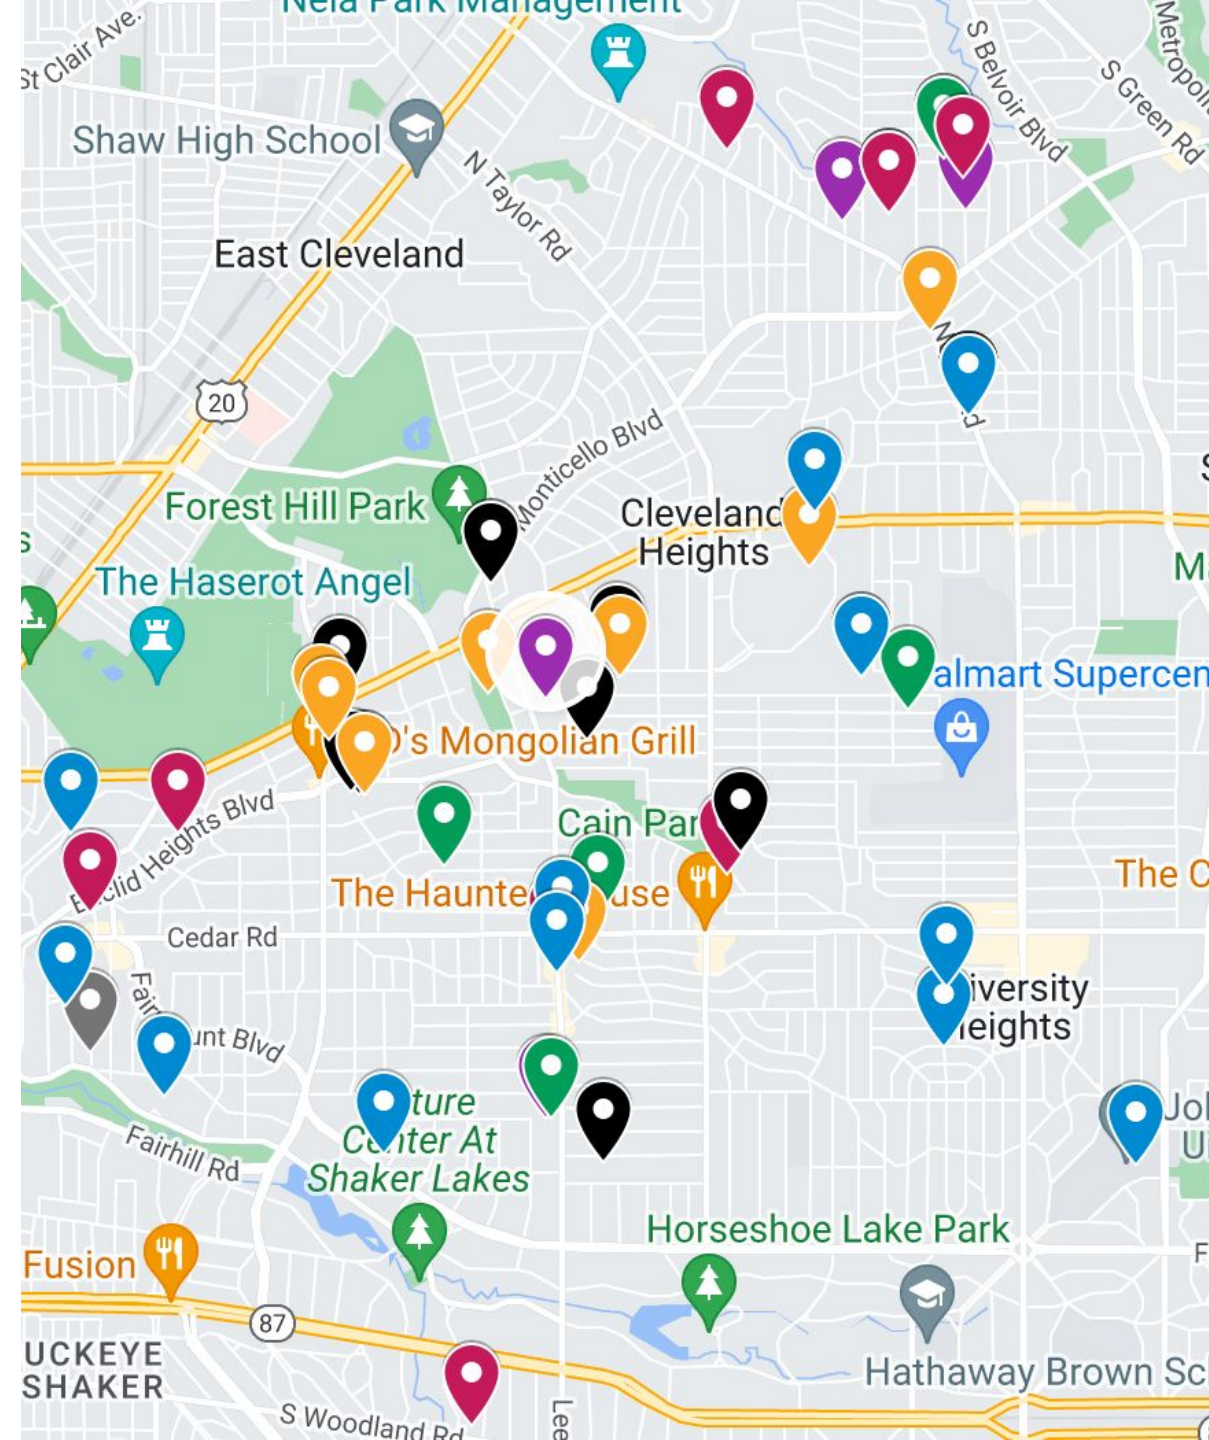 Nela Park Management
St Clair Ave.
S Belvoir Blvd
S Green Rd
Shaw High School
N Taylor Rd
East Cleveland
20
Monticello Blvd
Forest Hill Park
Cleveland
Heights
The Haserot Angel
almart Supercen
D's Mongolian Grill
Euclid Heights Blvd
Cain Par
The C
The Haunte use
Cedar Rd
iversity
eights
unt Blvd
ture
Center At
Shaker Lakes
Fairhill Rd
Horseshoe Lake Park
Fusion
87
UCKEYE
SHAKER
Hathaway Brown Sc
S Woodland Rd
Lee